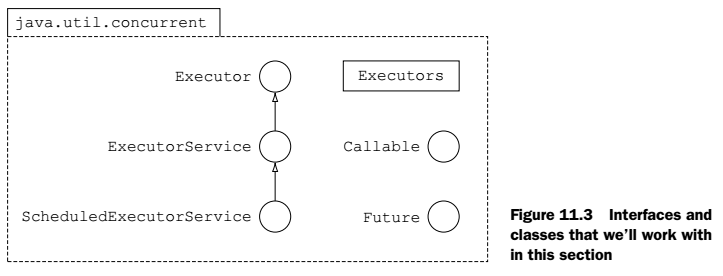 java.util.concurrent
Executor
Executors
ExecutorService
Callable
ScheduledExecutorService
Future
Figure 11.3 Interfaces and
classes that we'll work with
in this section